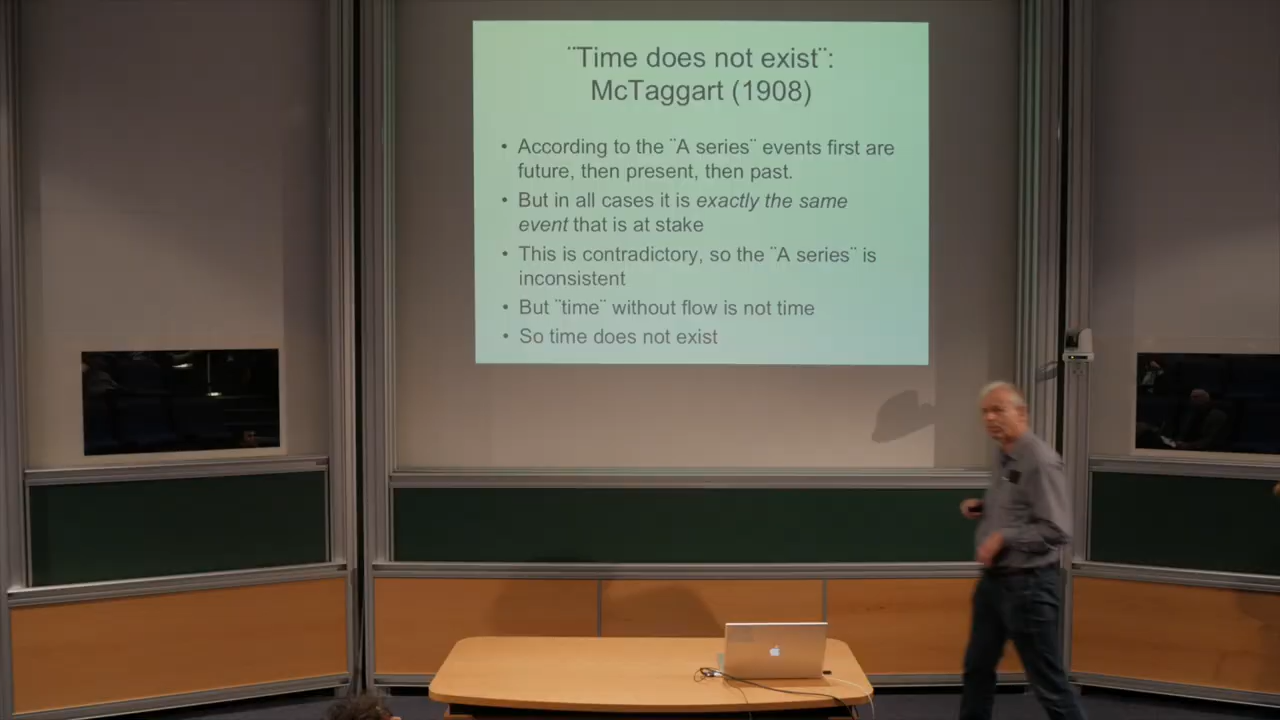 ¨Time does not exist¨:
McTaggart (1908)
• According to the ¨A series¨ events first are
future, then present, then past.
• But in all cases it is exactly the same
event that is at stake
• This is contradictory, so the ¨A series¨ is
inconsistent
• But ¨time¨ without flow is not time
• So time does not exist